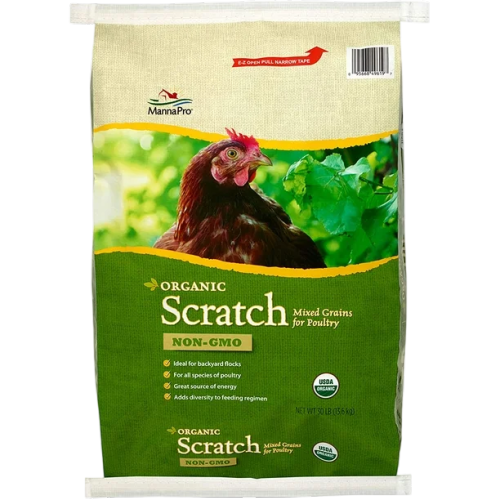 E-Z OPEN PULL NARROW TAPE
MannaPro
ORGANIC
Scratch
Mixed Grains
for Poultry
NON-GMO
Ideal for backyard flocks
For all species of poultry
Great source of energy
Adds diversity to feeding regimen
USDA
ORGANIC
ORGANIC
Scratch
Mixed Grains
for Poultry
NON-GMO
USDA
ORGANIC